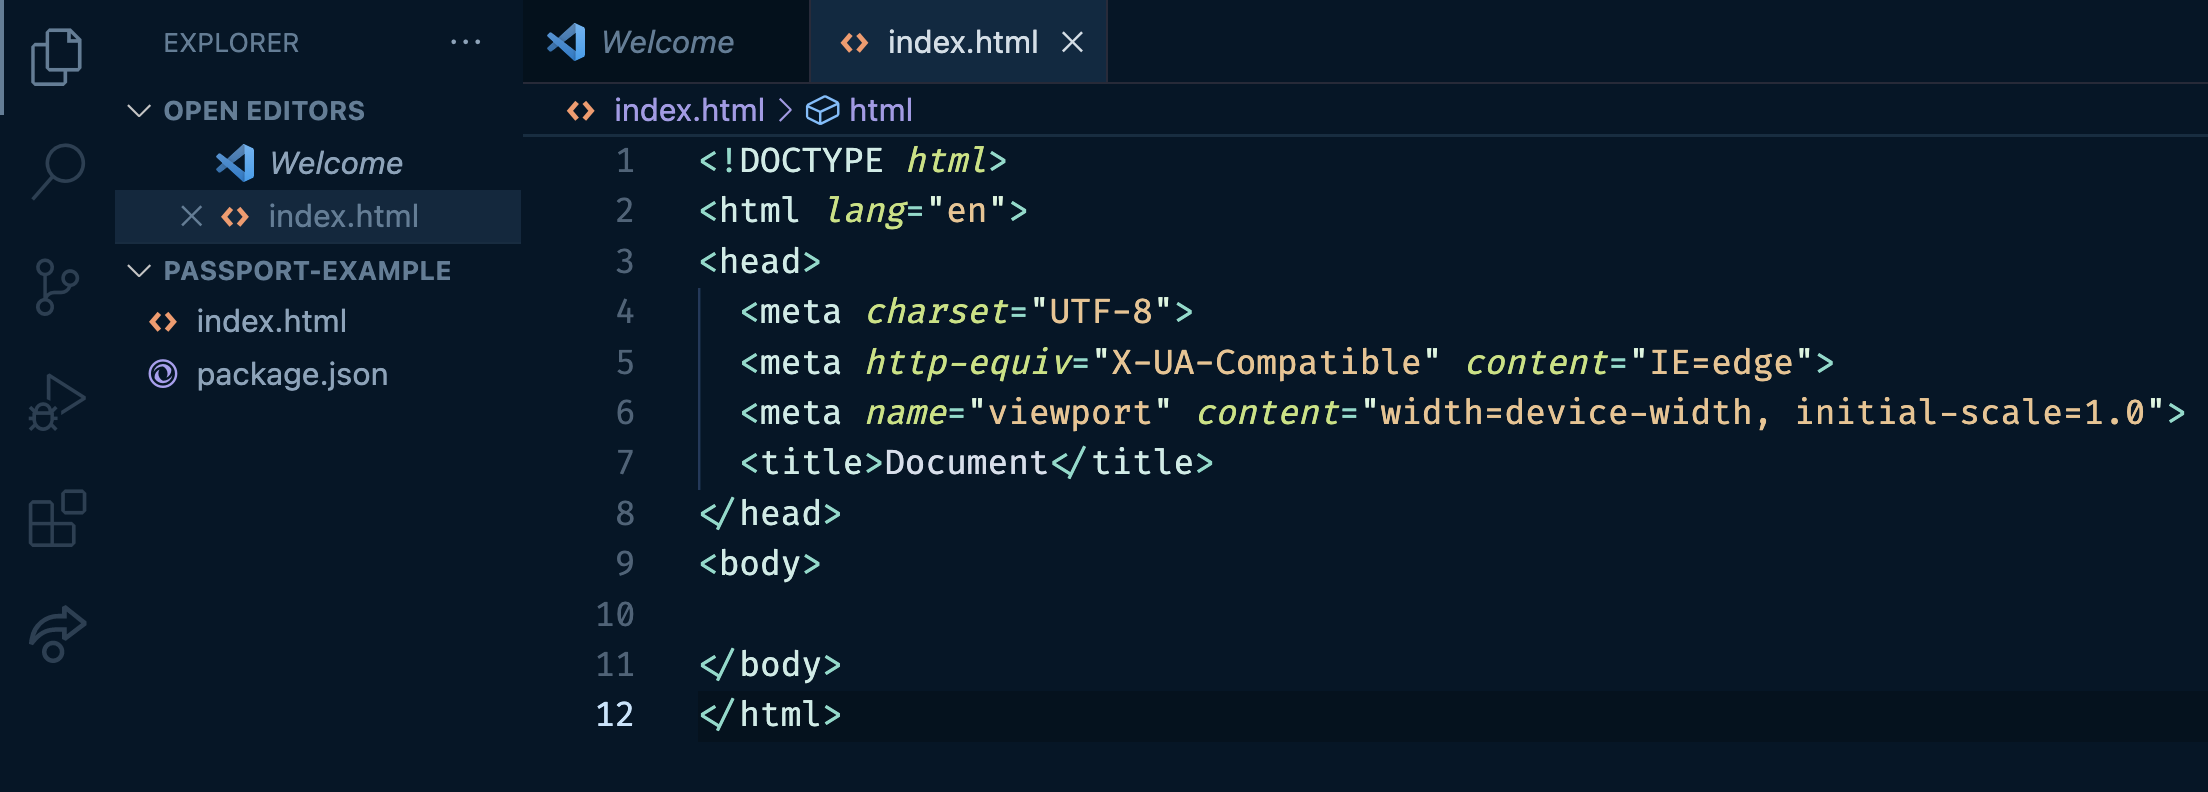 EXPLORER ...
OPEN EDITORS
Welcome
index.html
PASSPORT-EXAMPLE
index.html
package.json
Welcome
index.html
index.html > html
1 <!DOCTYPE html>
2 <html lang="en">
3 <head>
4   <meta charset="UTF-8">
5   <meta http-equiv="X-UA-Compatible" content="IE=edge">
6   <meta name="viewport" content="width=device-width, initial-scale=1.0">
7   <title>Document</title>
8 </head>
9 <body>
10
11 </body>
12 </html>